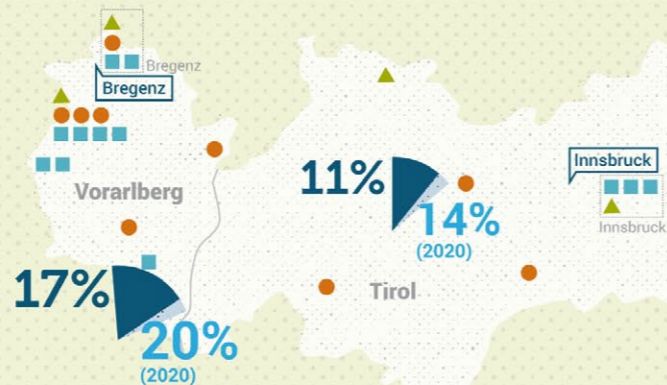 Bregenz
Bregenz
Vorarlberg
17%
20%
(2020)
11%
14%
(2020)
Tirol
Innsbruck
Innsbruck